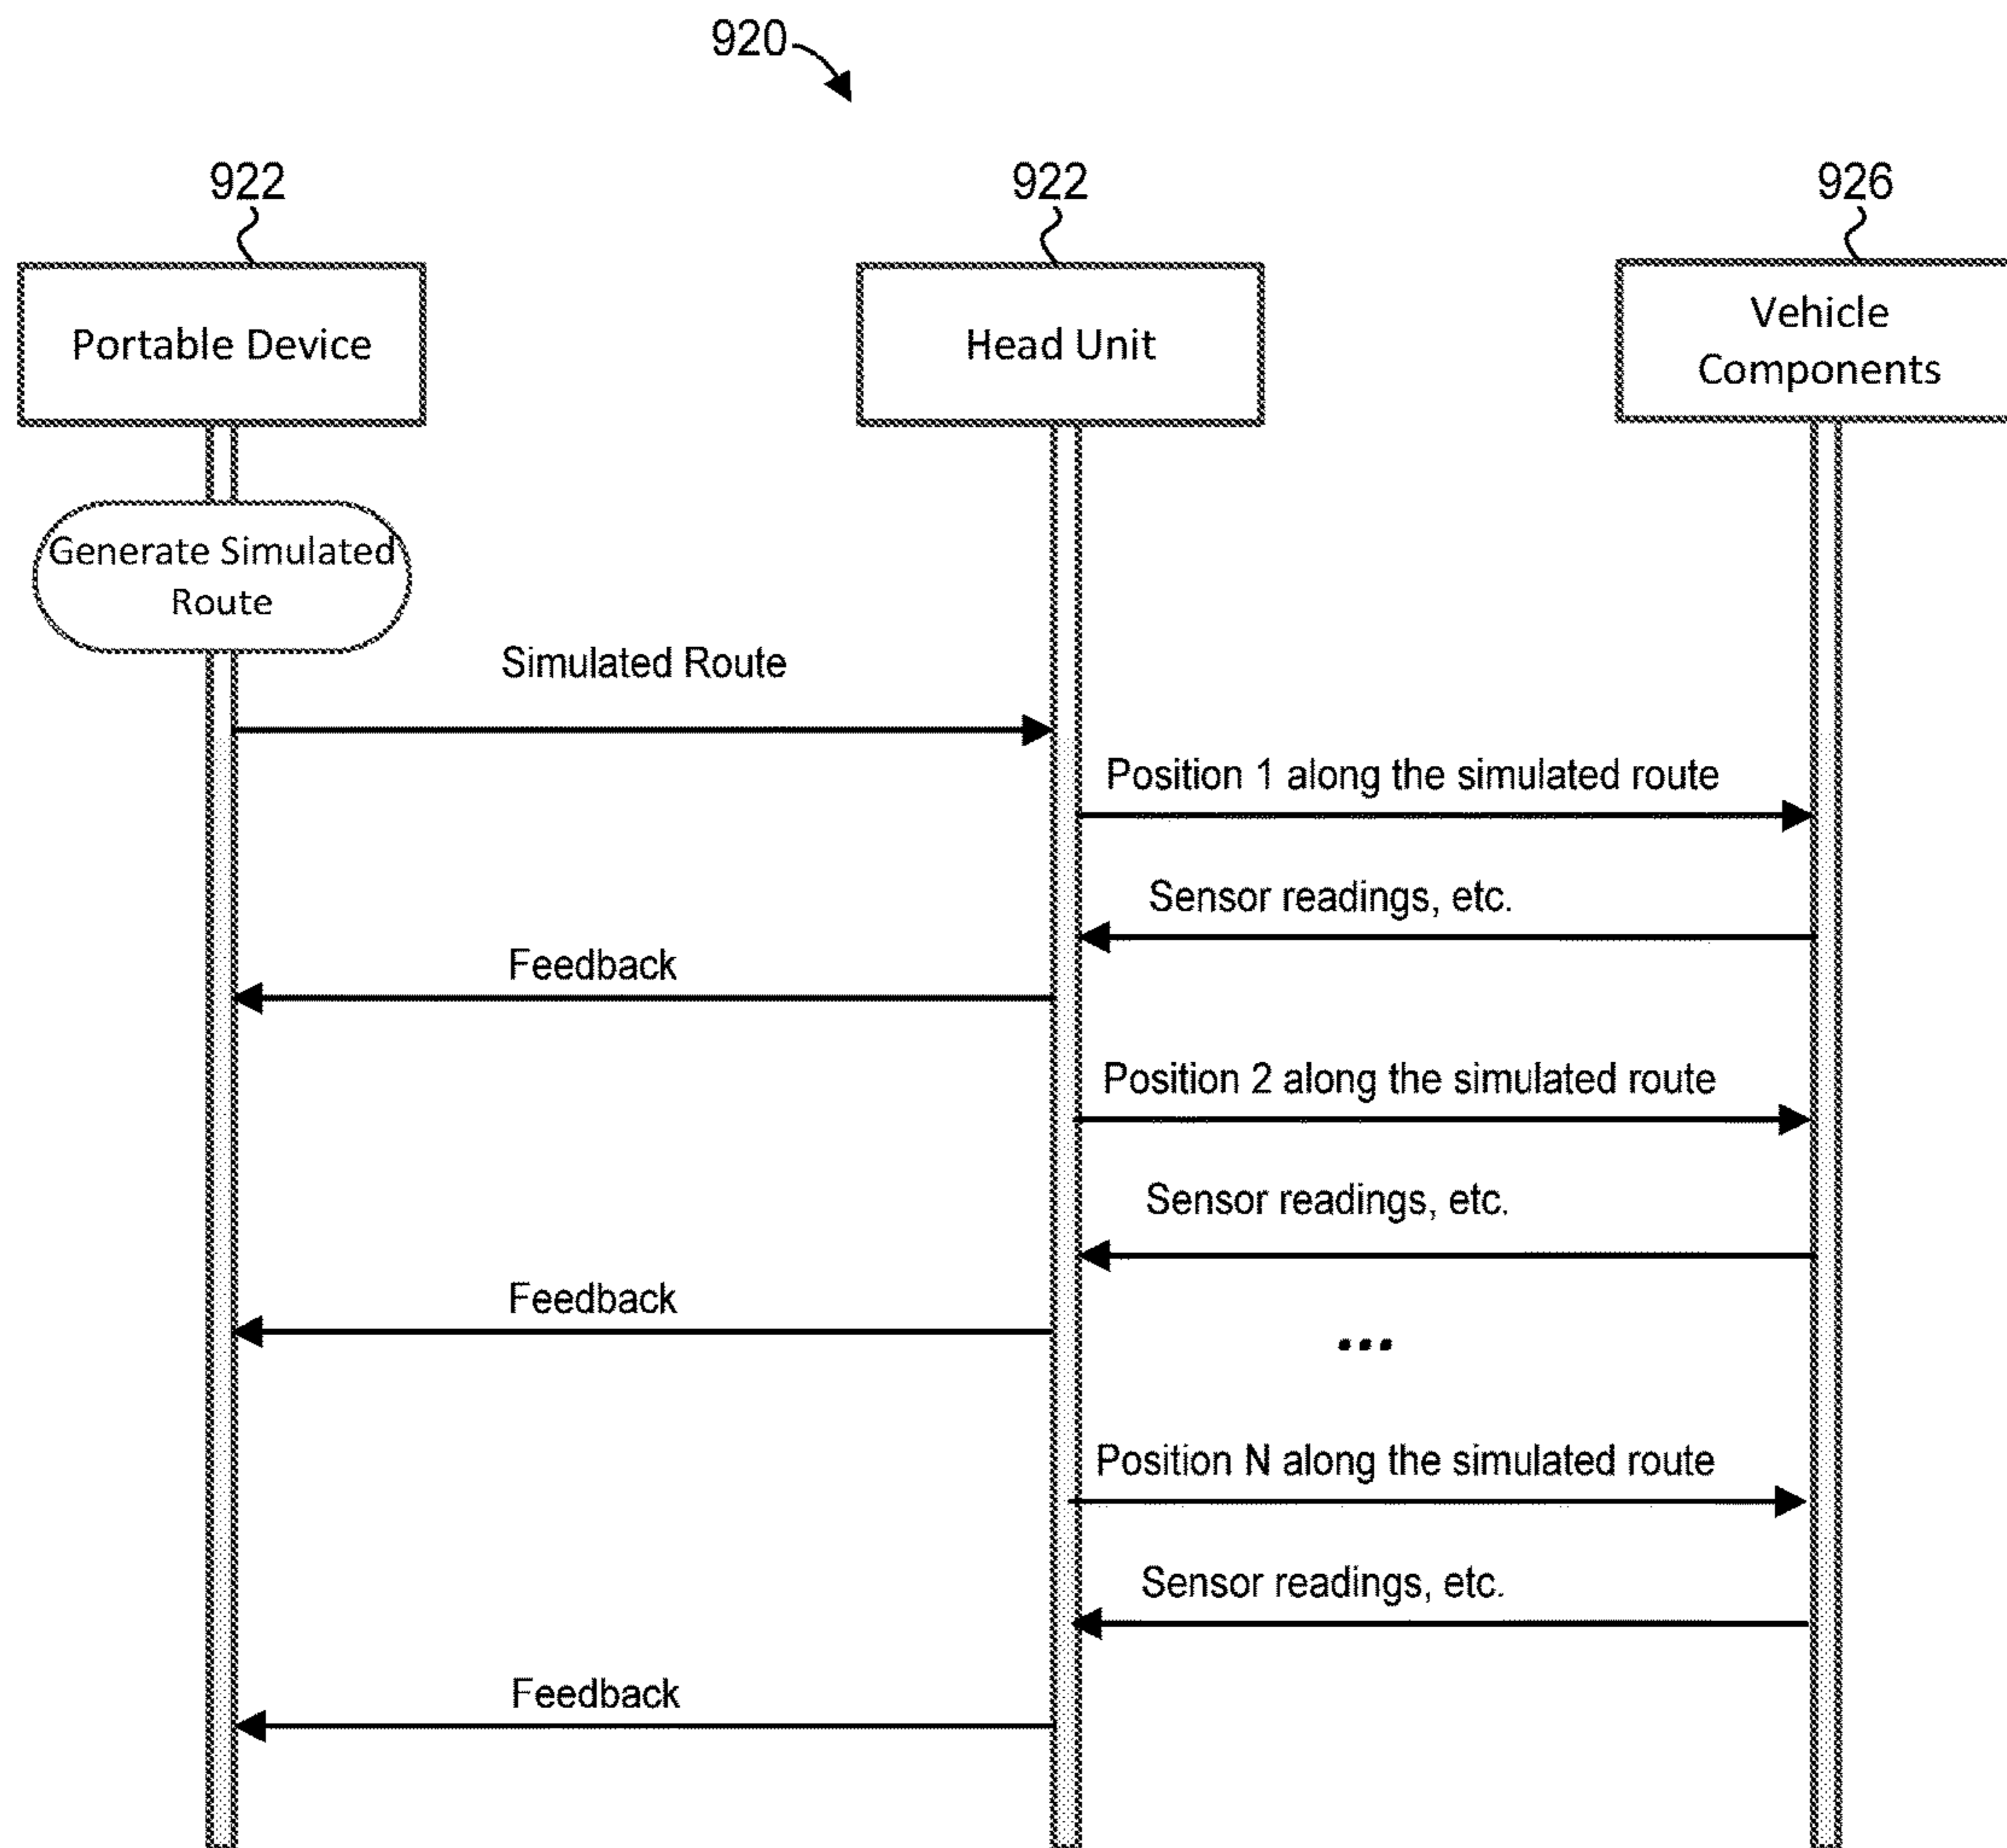 920
922
922
926
Portable Device
Head Unit
Vehicle
Components
Generate Simulated
Route
Simulated Route
Position 1 along the simulated route
Sensor readings, etc.
Feedback
Position 2 along the simulated route
Sensor readings, etc.
Feedback
...
Position N along the simulated route
Sensor readings, etc.
Feedback